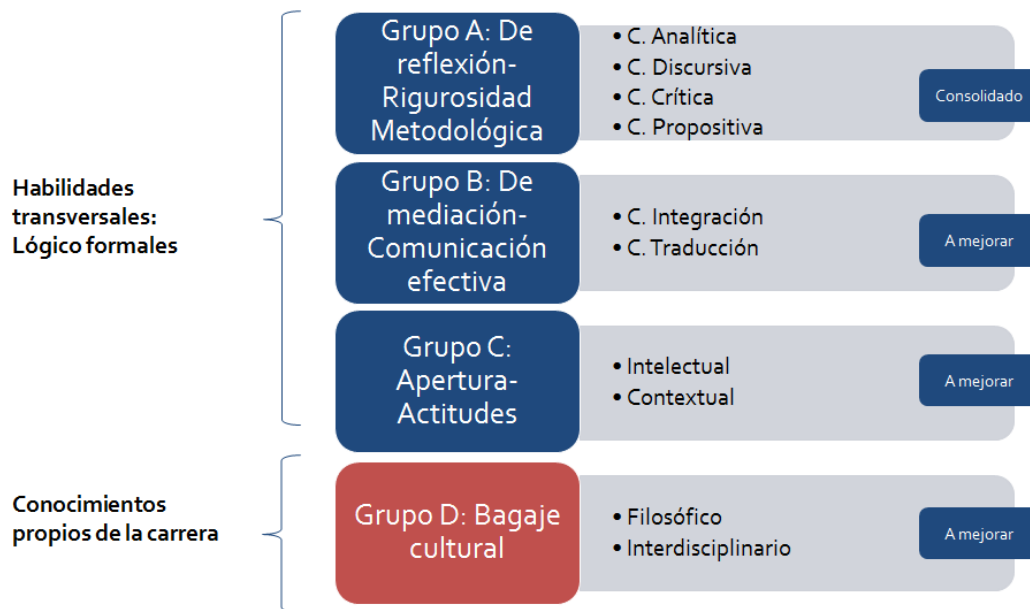 Habilidades
transversales:
Lógico formales
Grupo A: De
reflexión-
Rigurosidad
Metodológica
• C. Analítica
• C. Discursiva
• C. Crítica
• C. Propositiva
Consolidado
Grupo B: De
mediación-
Comunicación
efectiva
• C. Integración
• C. Traducción
A mejorar
Grupo C:
Apertura-
Actitudes
• Intelectual
• Contextual
A mejorar
Conocimientos
propios de la carrera
Grupo D: Bagaje
cultural
• Filosófico
• Interdisciplinario
A mejorar